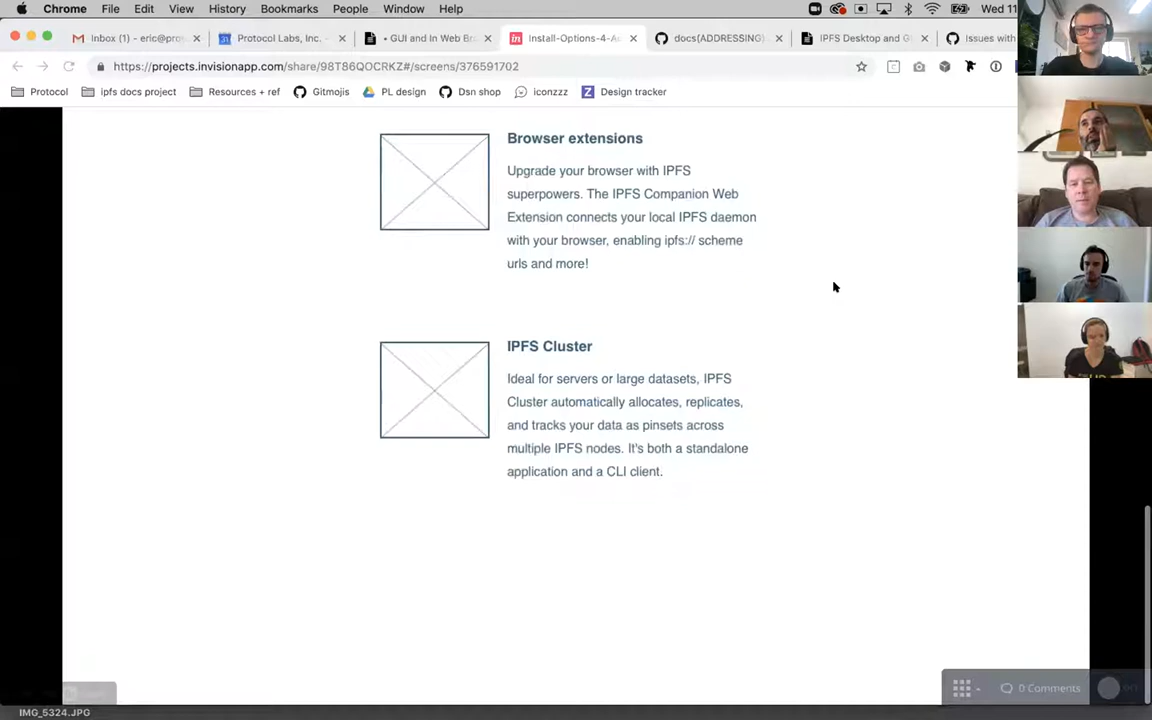 Chrome File Edit View History Bookmarks People Window Help Wed 11
Inbox (1) - eric@pro
Protocol Labs, Inc. -
• GUI and In Web Br
Install-Options-4-A
docs(ADDRESSING)
IPFS Desktop and G
Issues with
https://projects.invisionapp.com/share/98T86QOCRKZ#/screens/376591702
Protocol ipfs docs project Resources + ref Gitmojis PL design Dsn shop iconzzz Design tracker
Browser extensions
Upgrade your browser with IPFS
superpowers. The IPFS Companion Web
Extension connects your local IPFS daemon
with your browser, enabling ipfs:// scheme
urls and more!
IPFS Cluster
Ideal for servers or large datasets, IPFS
Cluster automatically allocates, replicates,
and tracks your data as pinsets across
multiple IPFS nodes. It's both a standalone
application and a CLI client.
0 Comments
IMG_5324.JPG